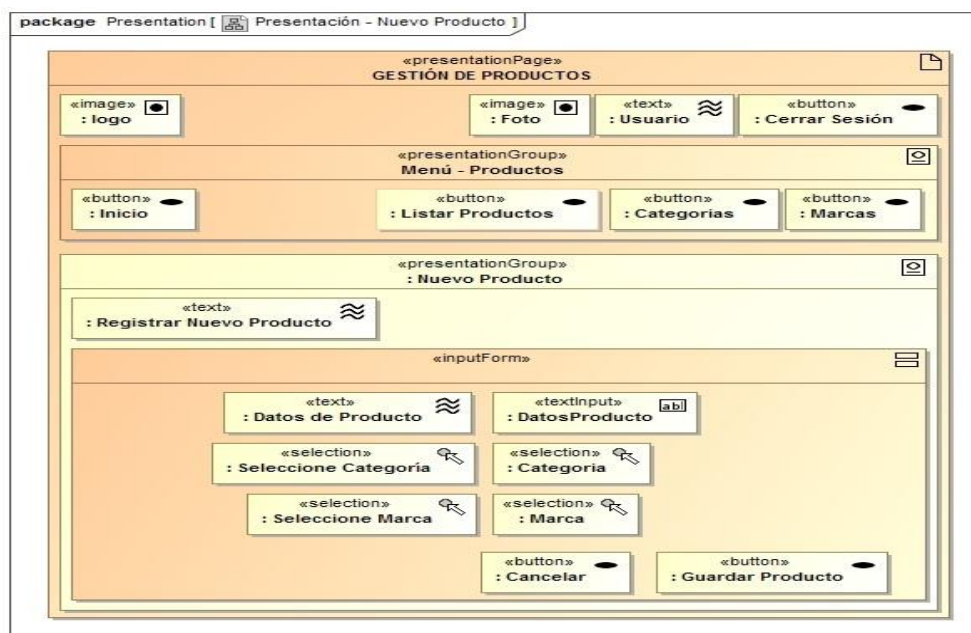 package Presentation [ Presentación - Nuevo Producto ]
«presentationPage»
GESTIÓN DE PRODUCTOS
«image»
: logo
«image»
: Foto
«text»
: Usuario
«button»
: Cerrar Sesión
«presentationGroup»
Menú - Productos
«button»
: Inicio
«button»
: Listar Productos
«button»
: Categorias
«button»
: Marcas
«presentationGroup»
: Nuevo Producto
«text»
: Registrar Nuevo Producto
«inputForm»
«text»
: Datos de Producto
«textInput»
: DatosProducto
ab|
«selection»
: Seleccione Categoría
«selection»
: Categoria
«selection»
: Seleccione Marca
«selection»
: Marca
«button»
: Cancelar
«button»
: Guardar Producto